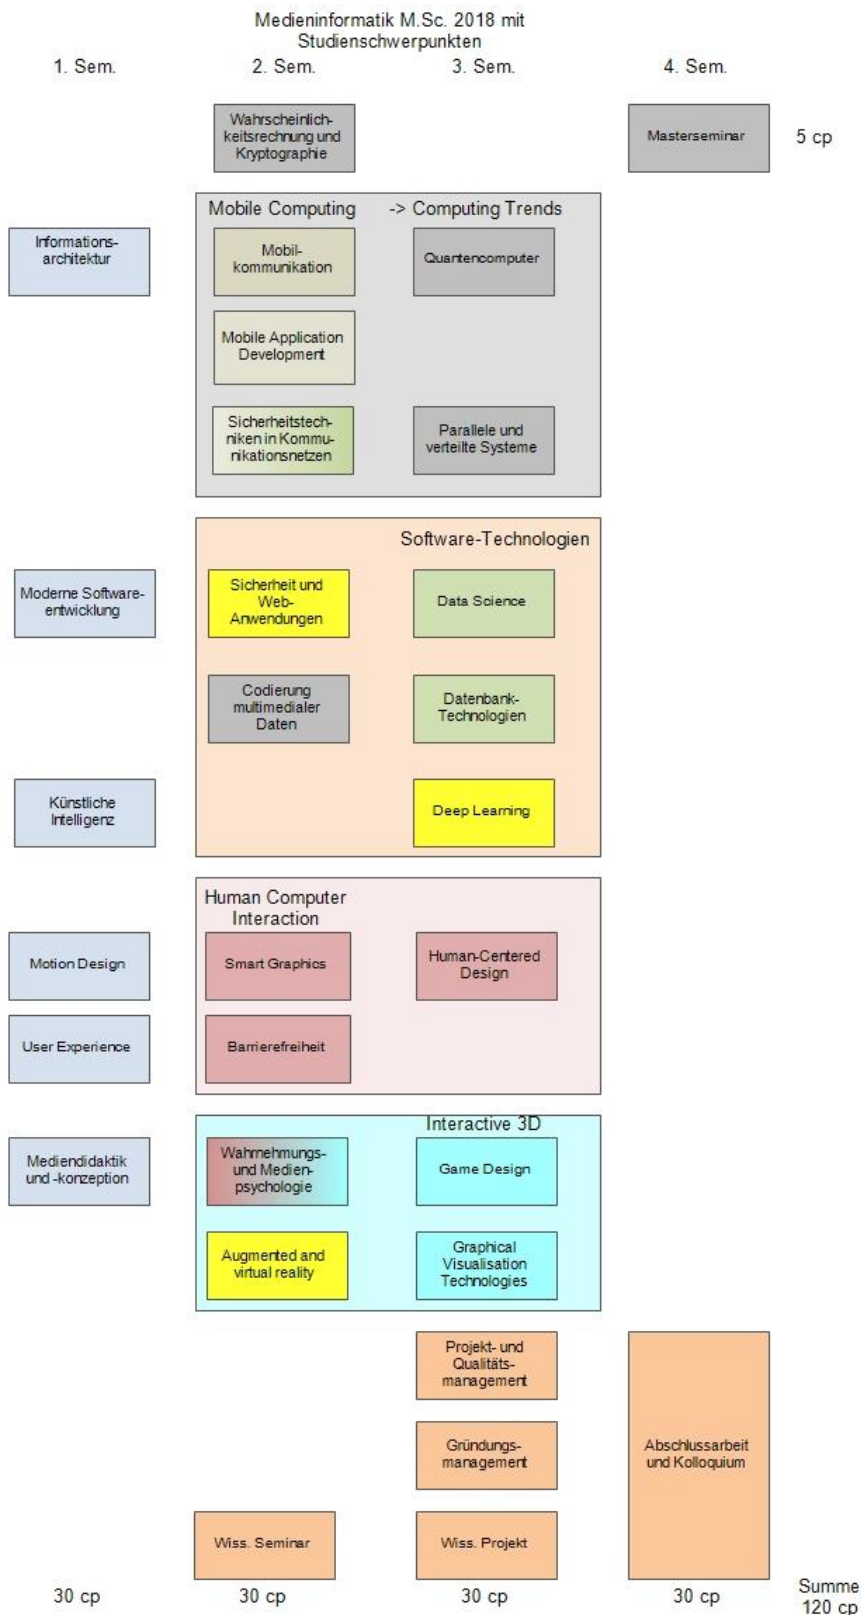 Medieninformatik M.Sc. 2018 mit
Studienschwerpunkten
1. Sem.
2. Sem.
3. Sem.
4. Sem.
Wahrscheinlich-
keitsrechnung und
Kryptographie
Masterseminar
5 cp
Mobile Computing
-> Computing Trends
Informations-
architektur
Mobil-
kommunikation
Quantencomputer
Mobile Application
Development
Sicherheitstech-
niken in Kommu-
nikationsnetzen
Parallele und
verteilte Systeme
Software-Technologien
Moderne Software-
entwicklung
Sicherheit und
Web-
Anwendungen
Data Science
Codierung
multimedialer
Daten
Datenbank-
Technologien
Künstliche
Intelligenz
Deep Learning
Human Computer
Interaction
Motion Design
Smart Graphics
Human-Centered
Design
User Experience
Barrierefreiheit
Interactive 3D
Mediendidaktik
und -konzeption
Wahrnehmungs-
und Medien-
psychologie
Game Design
Augmented and
virtual reality
Graphical
Visualisation
Technologies
Projekt- und
Qualitäts-
management
Gründungs-
management
Abschlussarbeit
und Kolloquium
Wiss. Seminar
Wiss. Projekt
30 cp
30 cp
30 cp
30 cp
Summe
120 cp